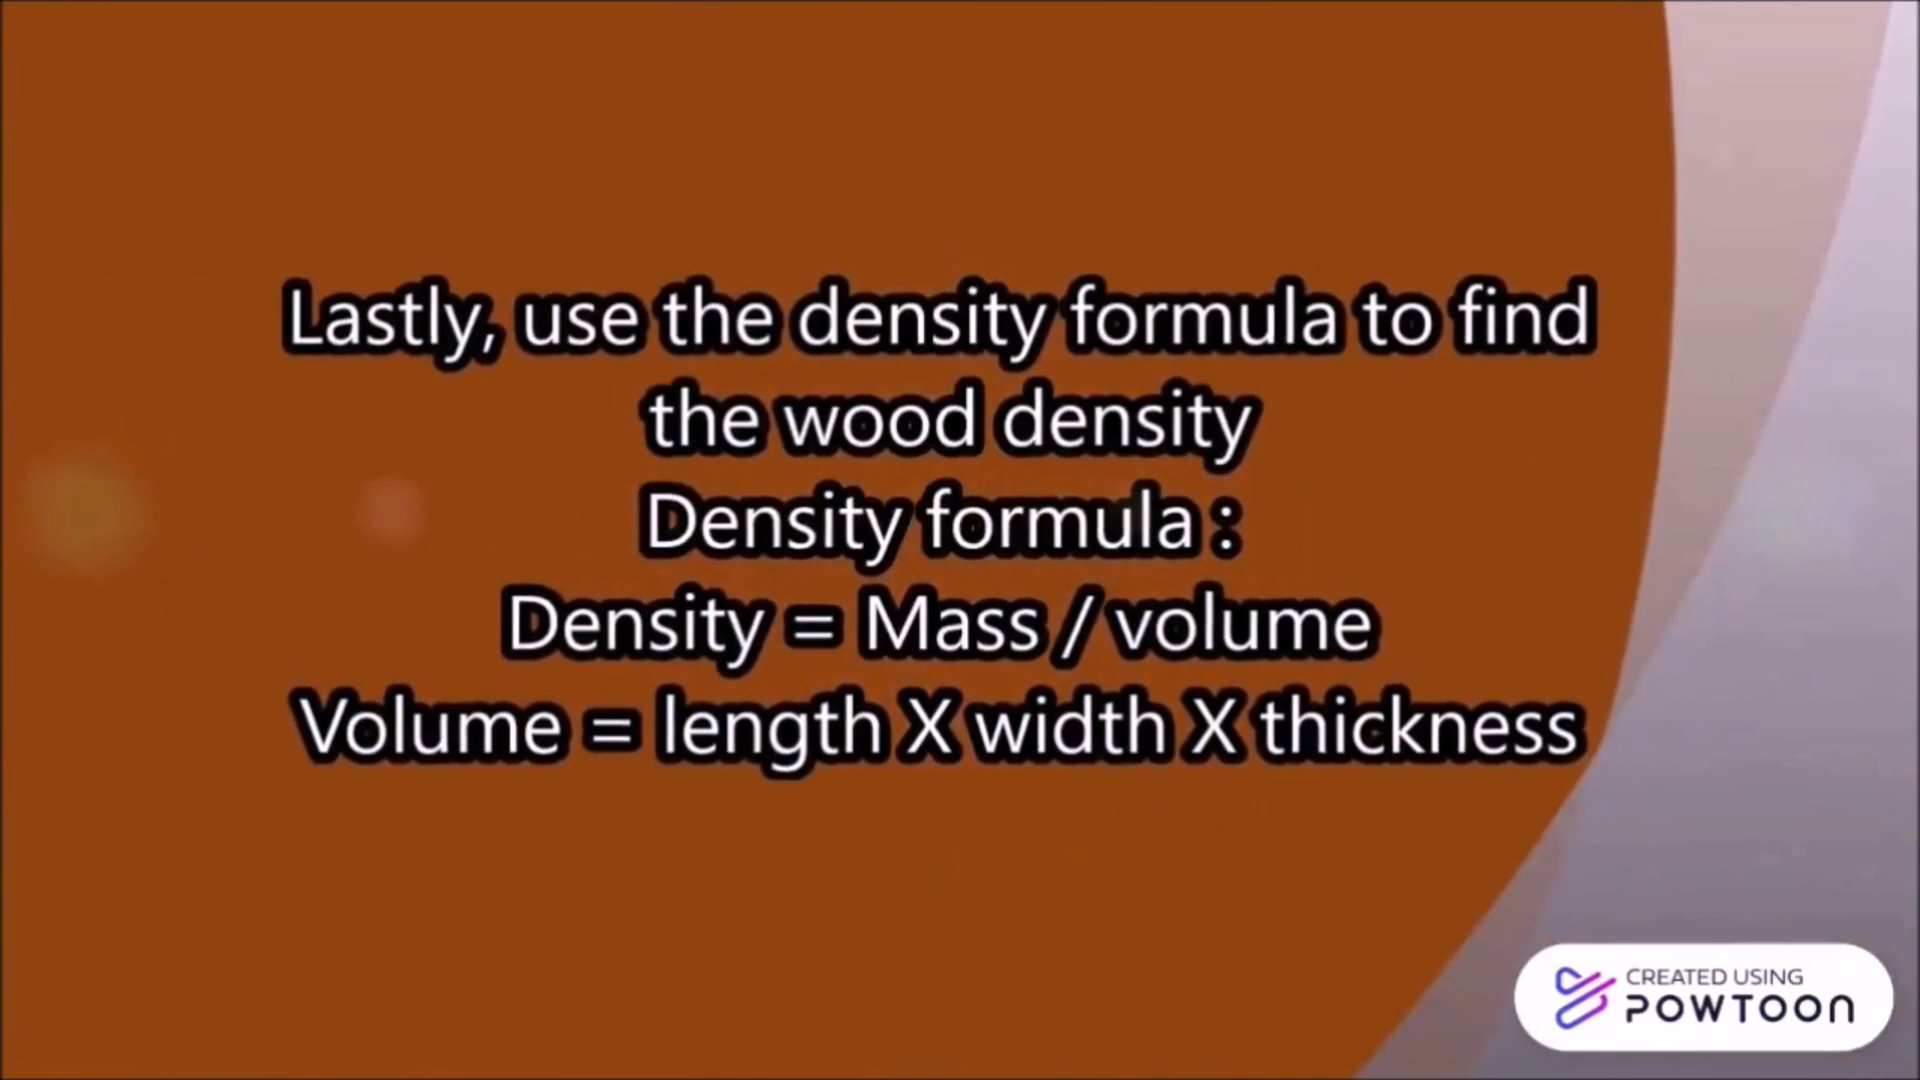 Lastly, use the density formula to find
the wood density
Density formula :
Density = Mass / volume
Volume = length X width X thickness
CREATED USING
POWTOON